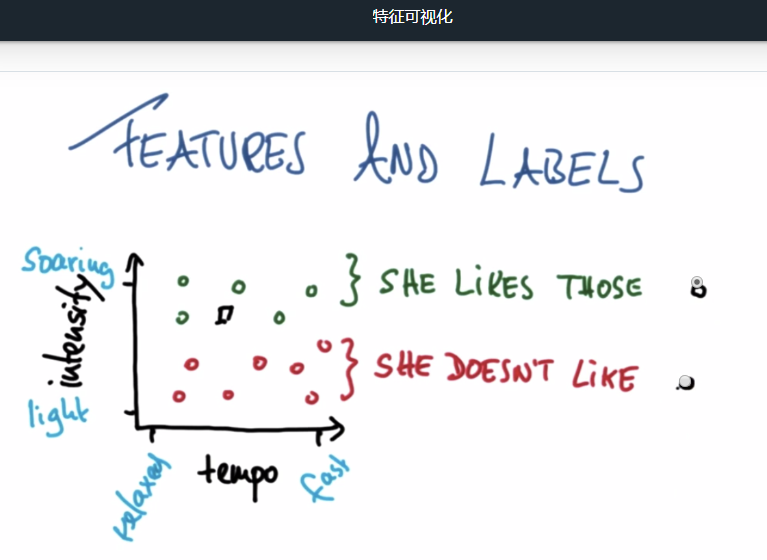 特征可视化
FEATURES AND LABELS
Soaring
intensity
light
SHE LIKES THOSE
SHE DOESN'T LIKE
relaxed
tempo
fast